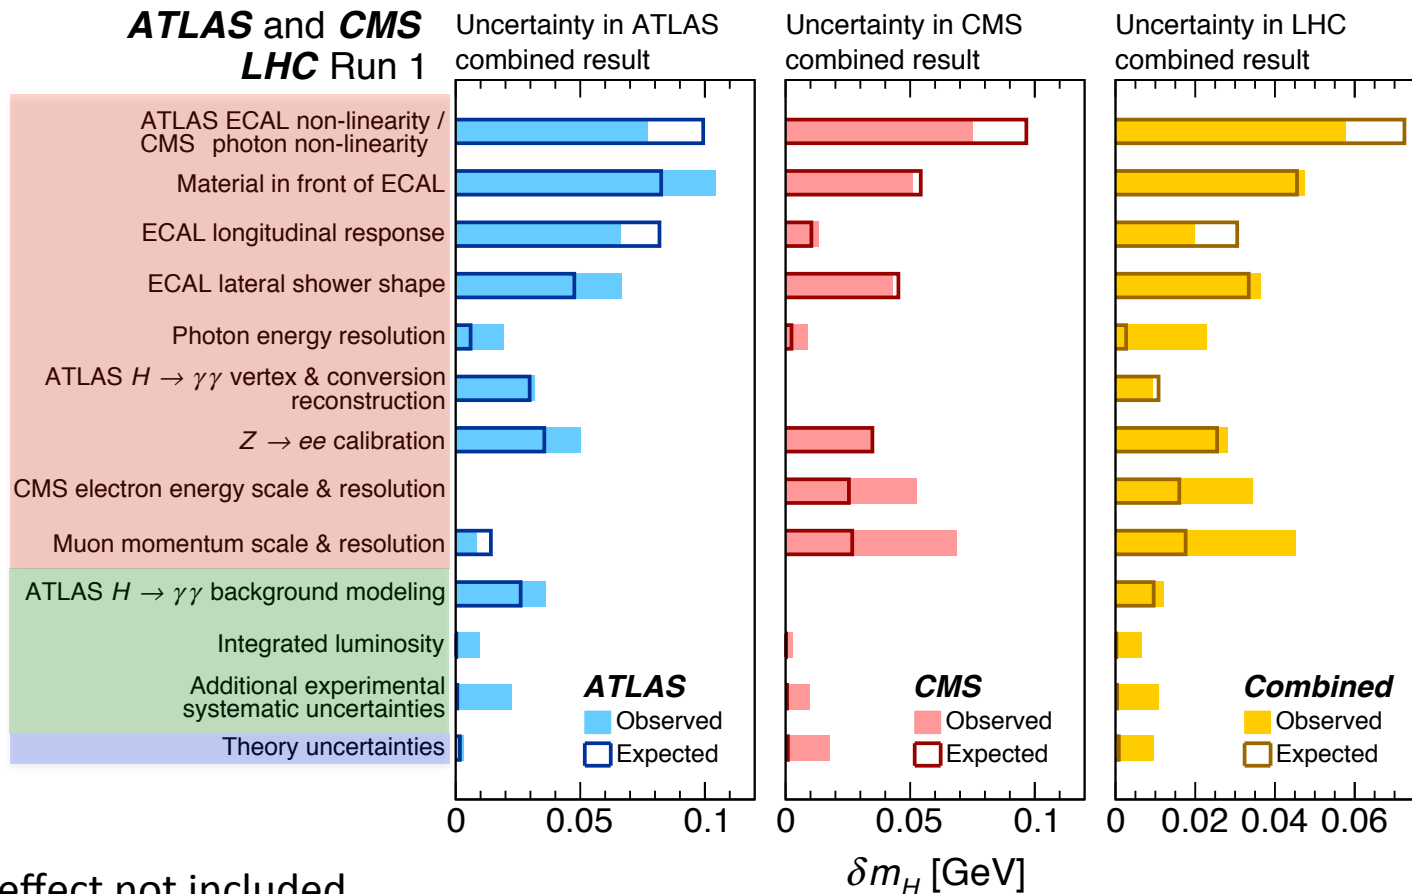 ATLAS and CMS
LHC Run 1
Uncertainty in ATLAS
combined result
Uncertainty in CMS
combined result
Uncertainty in LHC
combined result
ATLAS ECAL non-linearity /
CMS photon non-linearity
Material in front of ECAL
ECAL longitudinal response
ECAL lateral shower shape
Photon energy resolution
ATLAS H → γγ vertex & conversion
reconstruction
Z → ee calibration
CMS electron energy scale & resolution
Muon momentum scale & resolution
ATLAS H → γγ background modeling
Integrated luminosity
Additional experimental
systematic uncertainties
Theory uncertainties
ATLAS
Observed
Expected
CMS
Observed
Expected
Combined
Observed
Expected
0 0.05 0.1
0 0.05 0.1
0 0.02 0.04 0.06
δm_H [GeV]
effect not included